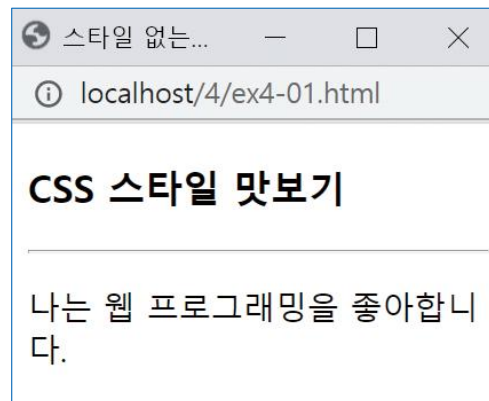 스타일 없는...
localhost/4/ex4-01.html
CSS 스타일 맛보기
나는 웹 프로그래밍을 좋아합니
다.